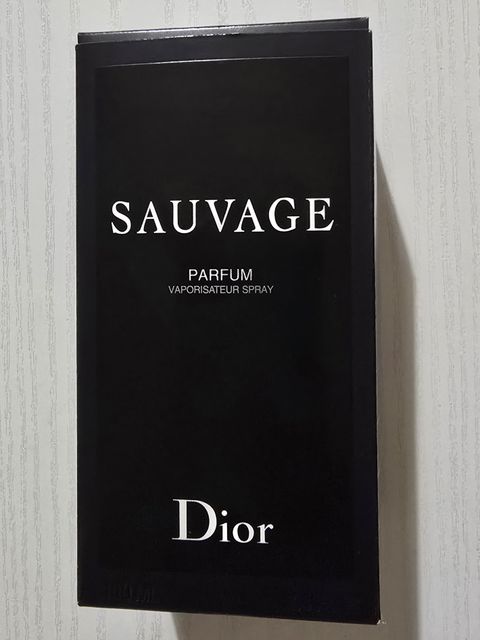 SAUVAGE
PARFUM
VAPORISATEUR SPRAY
Dior